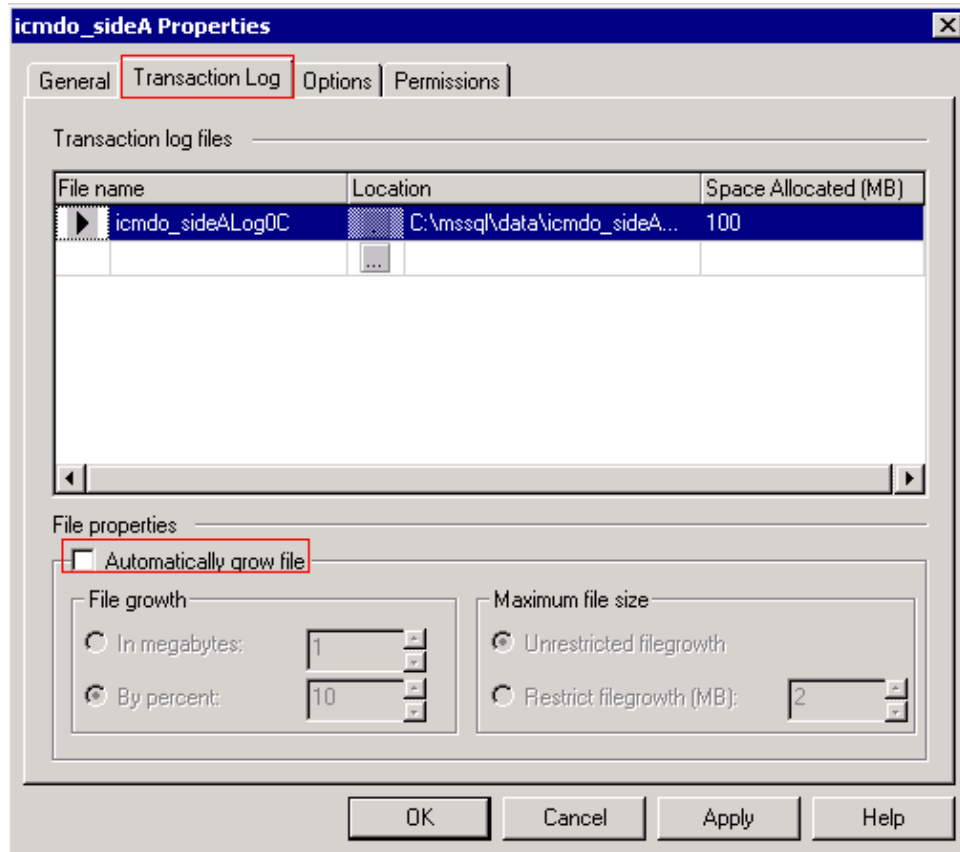 icmdo_sideA Properties
General Transaction Log Options Permissions
Transaction log files
File name Location Space Allocated (MB)
icmdo_sideALog0C . C:\mssql\data\icmdo_sideA... 100
...
File properties
Automatically grow file
File growth Maximum file size
In megabytes: 1 Unrestricted filegrowth
By percent: 10 Restrict filegrowth (MB): 2
OK Cancel Apply Help